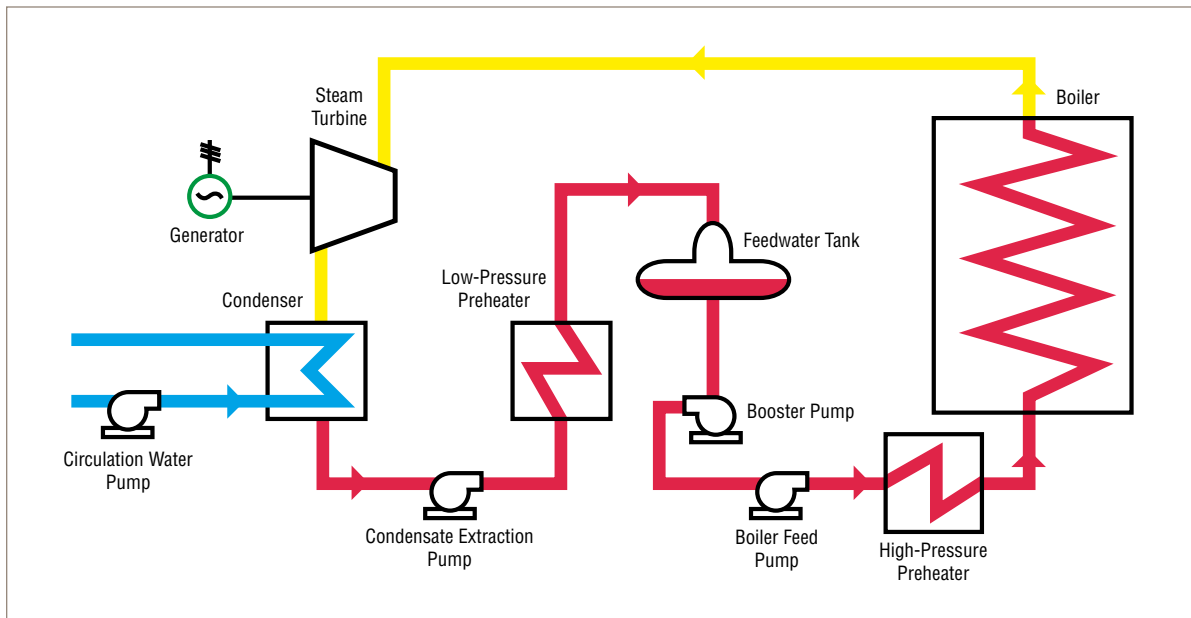 Steam
Turbine
Boiler
Generator
Feedwater Tank
Low-Pressure
Preheater
Condenser
Booster Pump
Circulation Water
Pump
Condensate Extraction
Pump
Boiler Feed
Pump
High-Pressure
Preheater